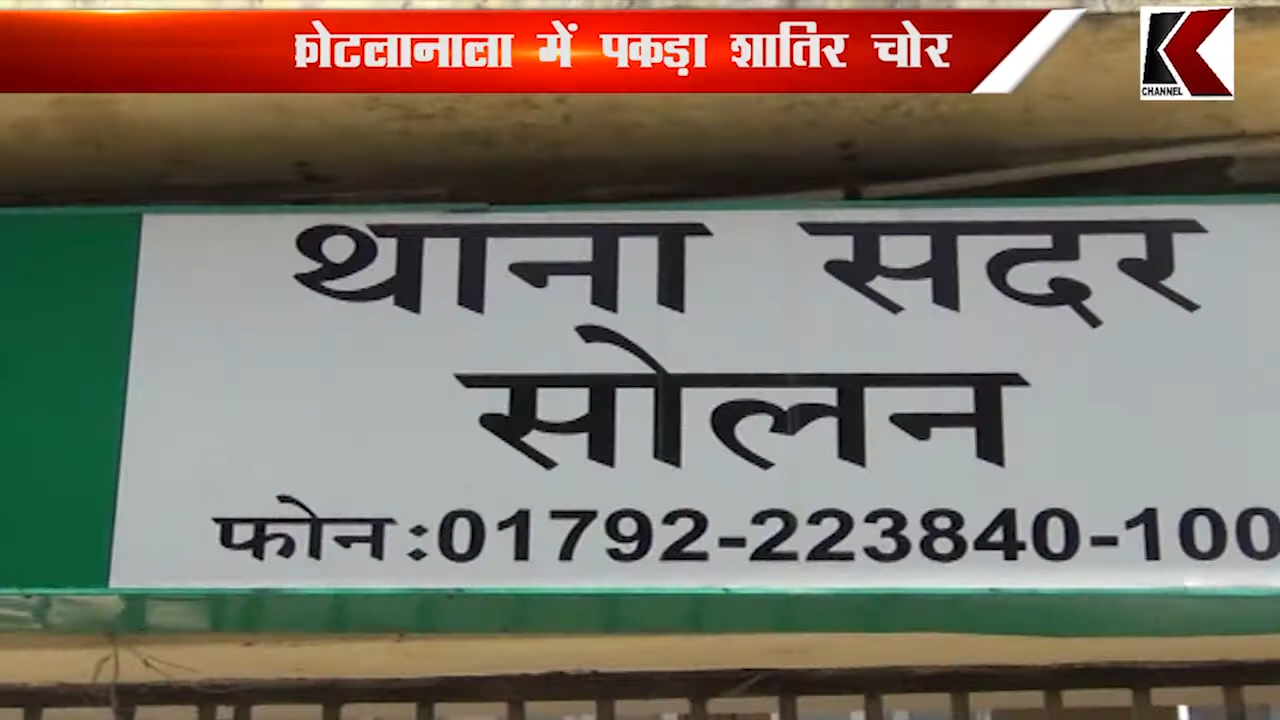 कोटलानाला में पकड़ा शातिर चोर
K
CHANNEL
थाना सदर
सोलन
फोन :01792-223840-100